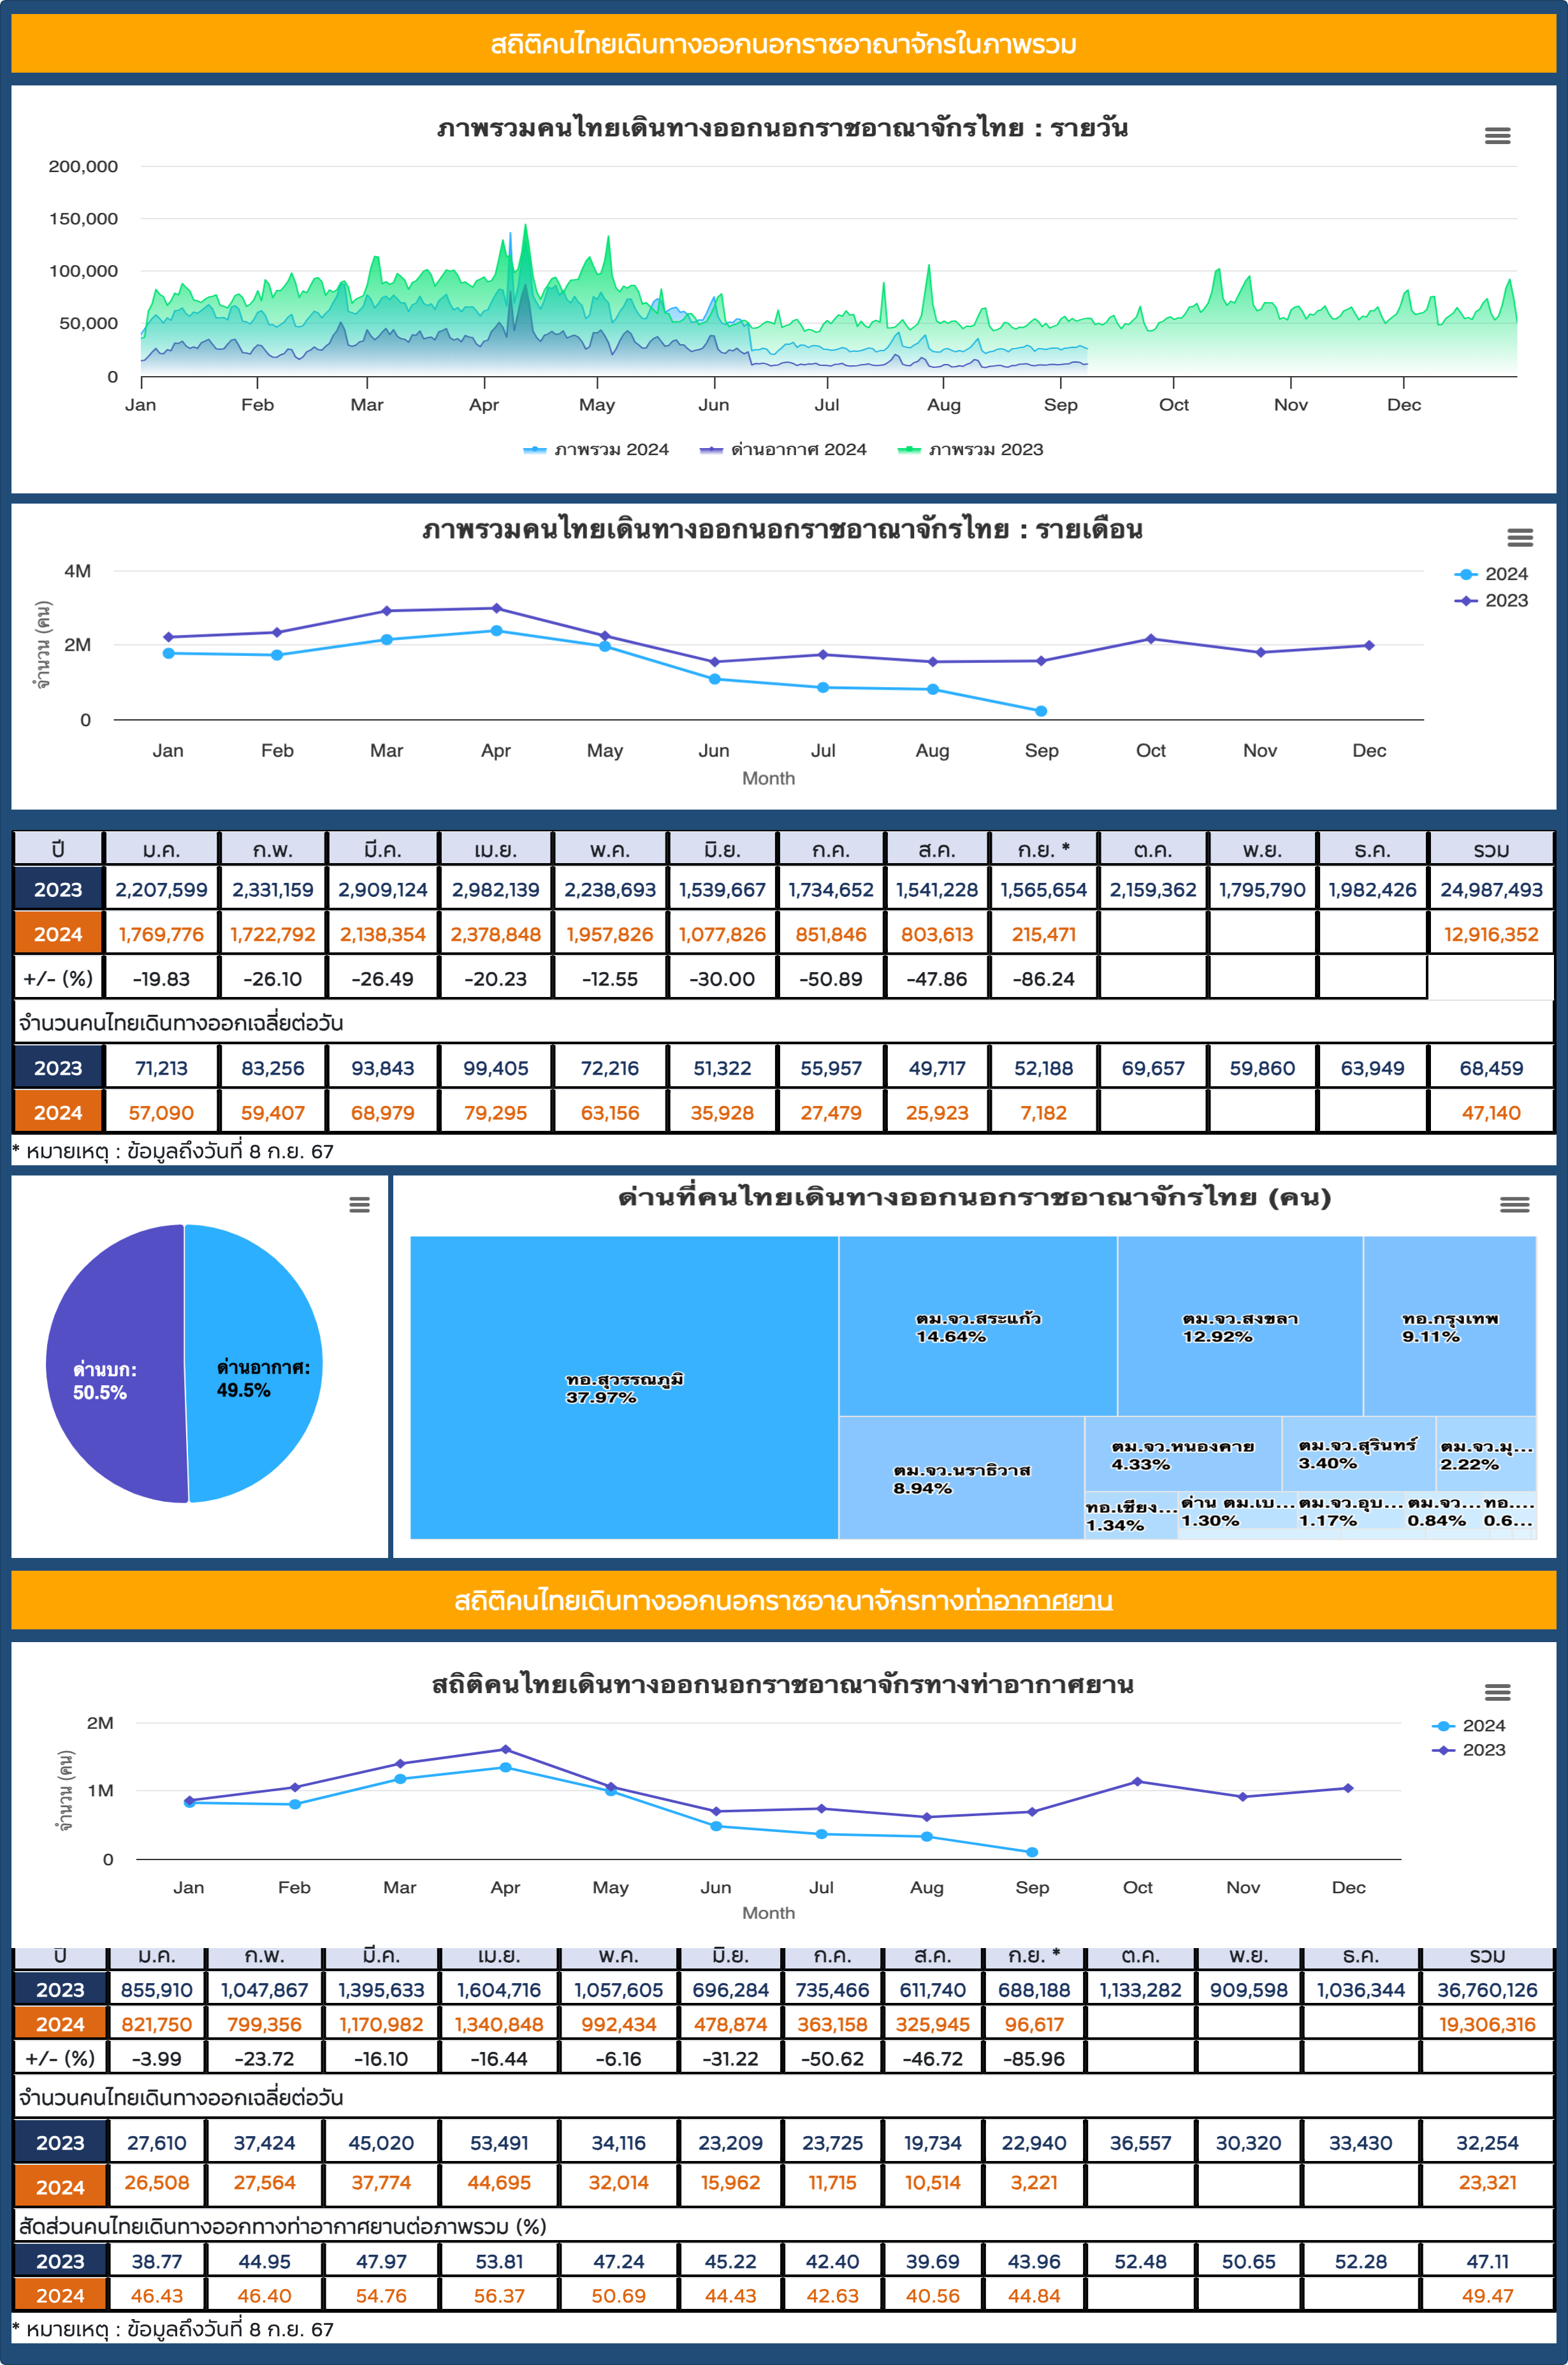 สถิติคนไทยเดินทางออกนอกราชอาณาจักรในภาพรวม
ภาพรวมคนไทยเดินทางออกนอกราชอาณาจักรไทย : รายวัน
200,000
150,000
100,000
50,000
0
Jan Feb Mar Apr May Jun Jul Aug Sep Oct Nov Dec
ภาพรวม 2024 ด่านอากาศ 2024 ภาพรวม 2023
ภาพรวมคนไทยเดินทางออกนอกราชอาณาจักรไทย : รายเดือน
จำนวน (คน)
4M
2M
0
2024
2023
Jan Feb Mar Apr May Jun Jul Aug Sep Oct Nov Dec
Month
ปี ม.ค. ก.พ. มี.ค. เม.ย. พ.ค. มิ.ย. ก.ค. ส.ค. ก.ย. * ต.ค. พ.ย. ธ.ค. รวม
2023 2,207,599 2,331,159 2,909,124 2,982,139 2,238,693 1,539,667 1,734,652 1,541,228 1,565,654 2,159,362 1,795,790 1,982,426 24,987,493
2024 1,769,776 1,722,792 2,138,354 2,378,848 1,957,826 1,077,826 851,846 803,613 215,471 12,916,352
+/- (%) -19.83 -26.10 -26.49 -20.23 -12.55 -30.00 -50.89 -47.86 -86.24
จำนวนคนไทยเดินทางออกเฉลี่ยต่อวัน
2023 71,213 83,256 93,843 99,405 72,216 51,322 55,957 49,717 52,188 69,657 59,860 63,949 68,459
2024 57,090 59,407 68,979 79,295 63,156 35,928 27,479 25,923 7,182 47,140
* หมายเหตุ : ข้อมูลถึงวันที่ 8 ก.ย. 67
ด่านบก:
50.5%
ด่านอากาศ:
49.5%
ด่านที่คนไทยเดินทางออกนอกราชอาณาจักรไทย (คน)
ทอ.สุวรรณภูมิ
37.97%
ตม.จว.สระแก้ว
14.64%
ตม.จว.สงขลา
12.92%
ทอ.กรุงเทพ
9.11%
ตม.จว.นราธิวาส
8.94%
ตม.จว.หนองคาย
4.33%
ตม.จว.สุรินทร์
3.40%
ตม.จว.มุ...
2.22%
ทอ.เชียง...
1.34%
ด่าน ตม.เบ...
1.30%
ตม.จว.อุบ...
1.17%
ตม.จว...
0.84%
ทอ....
0.6...
สถิติคนไทยเดินทางออกนอกราชอาณาจักรทางท่าอากาศยาน
สถิติคนไทยเดินทางออกนอกราชอาณาจักรทางท่าอากาศยาน
จำนวน (คน)
2M
1M
0
2024
2023
Jan Feb Mar Apr May Jun Jul Aug Sep Oct Nov Dec
Month
ปี ม.ค. ก.พ. มี.ค. เม.ย. พ.ค. มิ.ย. ก.ค. ส.ค. ก.ย. * ต.ค. พ.ย. ธ.ค. รวม
2023 855,910 1,047,867 1,395,633 1,604,716 1,057,605 696,284 735,466 611,740 688,188 1,133,282 909,598 1,036,344 36,760,126
2024 821,750 799,356 1,170,982 1,340,848 992,434 478,874 363,158 325,945 96,617 19,306,316
+/- (%) -3.99 -23.72 -16.10 -16.44 -6.16 -31.22 -50.62 -46.72 -85.96
จำนวนคนไทยเดินทางออกเฉลี่ยต่อวัน
2023 27,610 37,424 45,020 53,491 34,116 23,209 23,725 19,734 22,940 36,557 30,320 33,430 32,254
2024 26,508 27,564 37,774 44,695 32,014 15,962 11,715 10,514 3,221 23,321
สัดส่วนคนไทยเดินทางออกทางท่าอากาศยานต่อภาพรวม (%)
2023 38.77 44.95 47.97 53.81 47.24 45.22 42.40 39.69 43.96 52.48 50.65 52.28 47.11
2024 46.43 46.40 54.76 56.37 50.69 44.43 42.63 40.56 44.84 49.47
* หมายเหตุ : ข้อมูลถึงวันที่ 8 ก.ย. 67